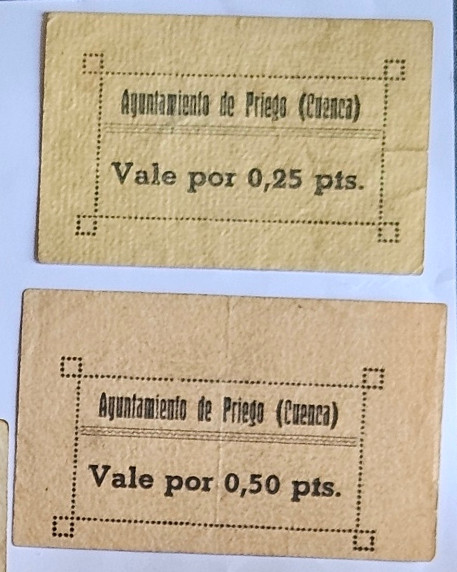 Ayuntamiento de Priego (Cuenca)
Vale por 0,25 pts.
Ayuntamiento de Priego (Cuenca)
Vale por 0,50 pts.